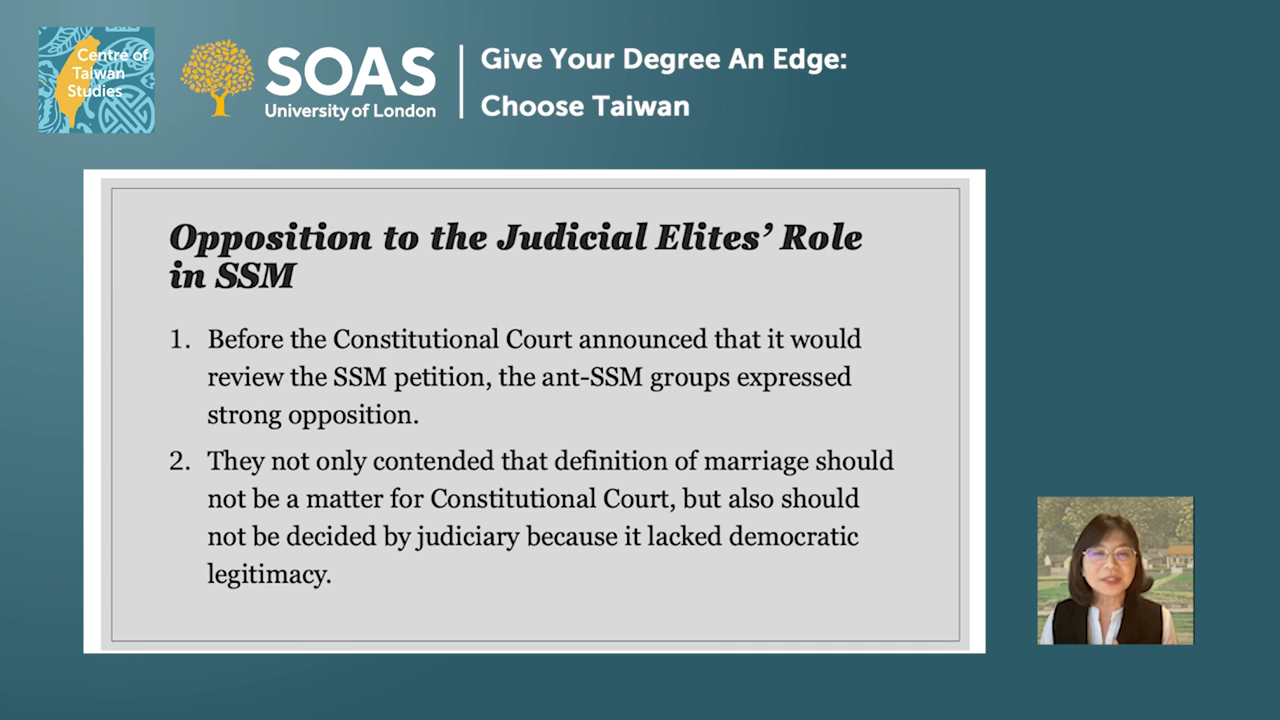 Centre of
Taiwan
Studies
SOAS
University of London
Give Your Degree An Edge:
Choose Taiwan
Opposition to the Judicial Elites’ Role
in SSM
1. Before the Constitutional Court announced that it would
review the SSM petition, the ant-SSM groups expressed
strong opposition.
2. They not only contended that definition of marriage should
not be a matter for Constitutional Court, but also should
not be decided by judiciary because it lacked democratic
legitimacy.